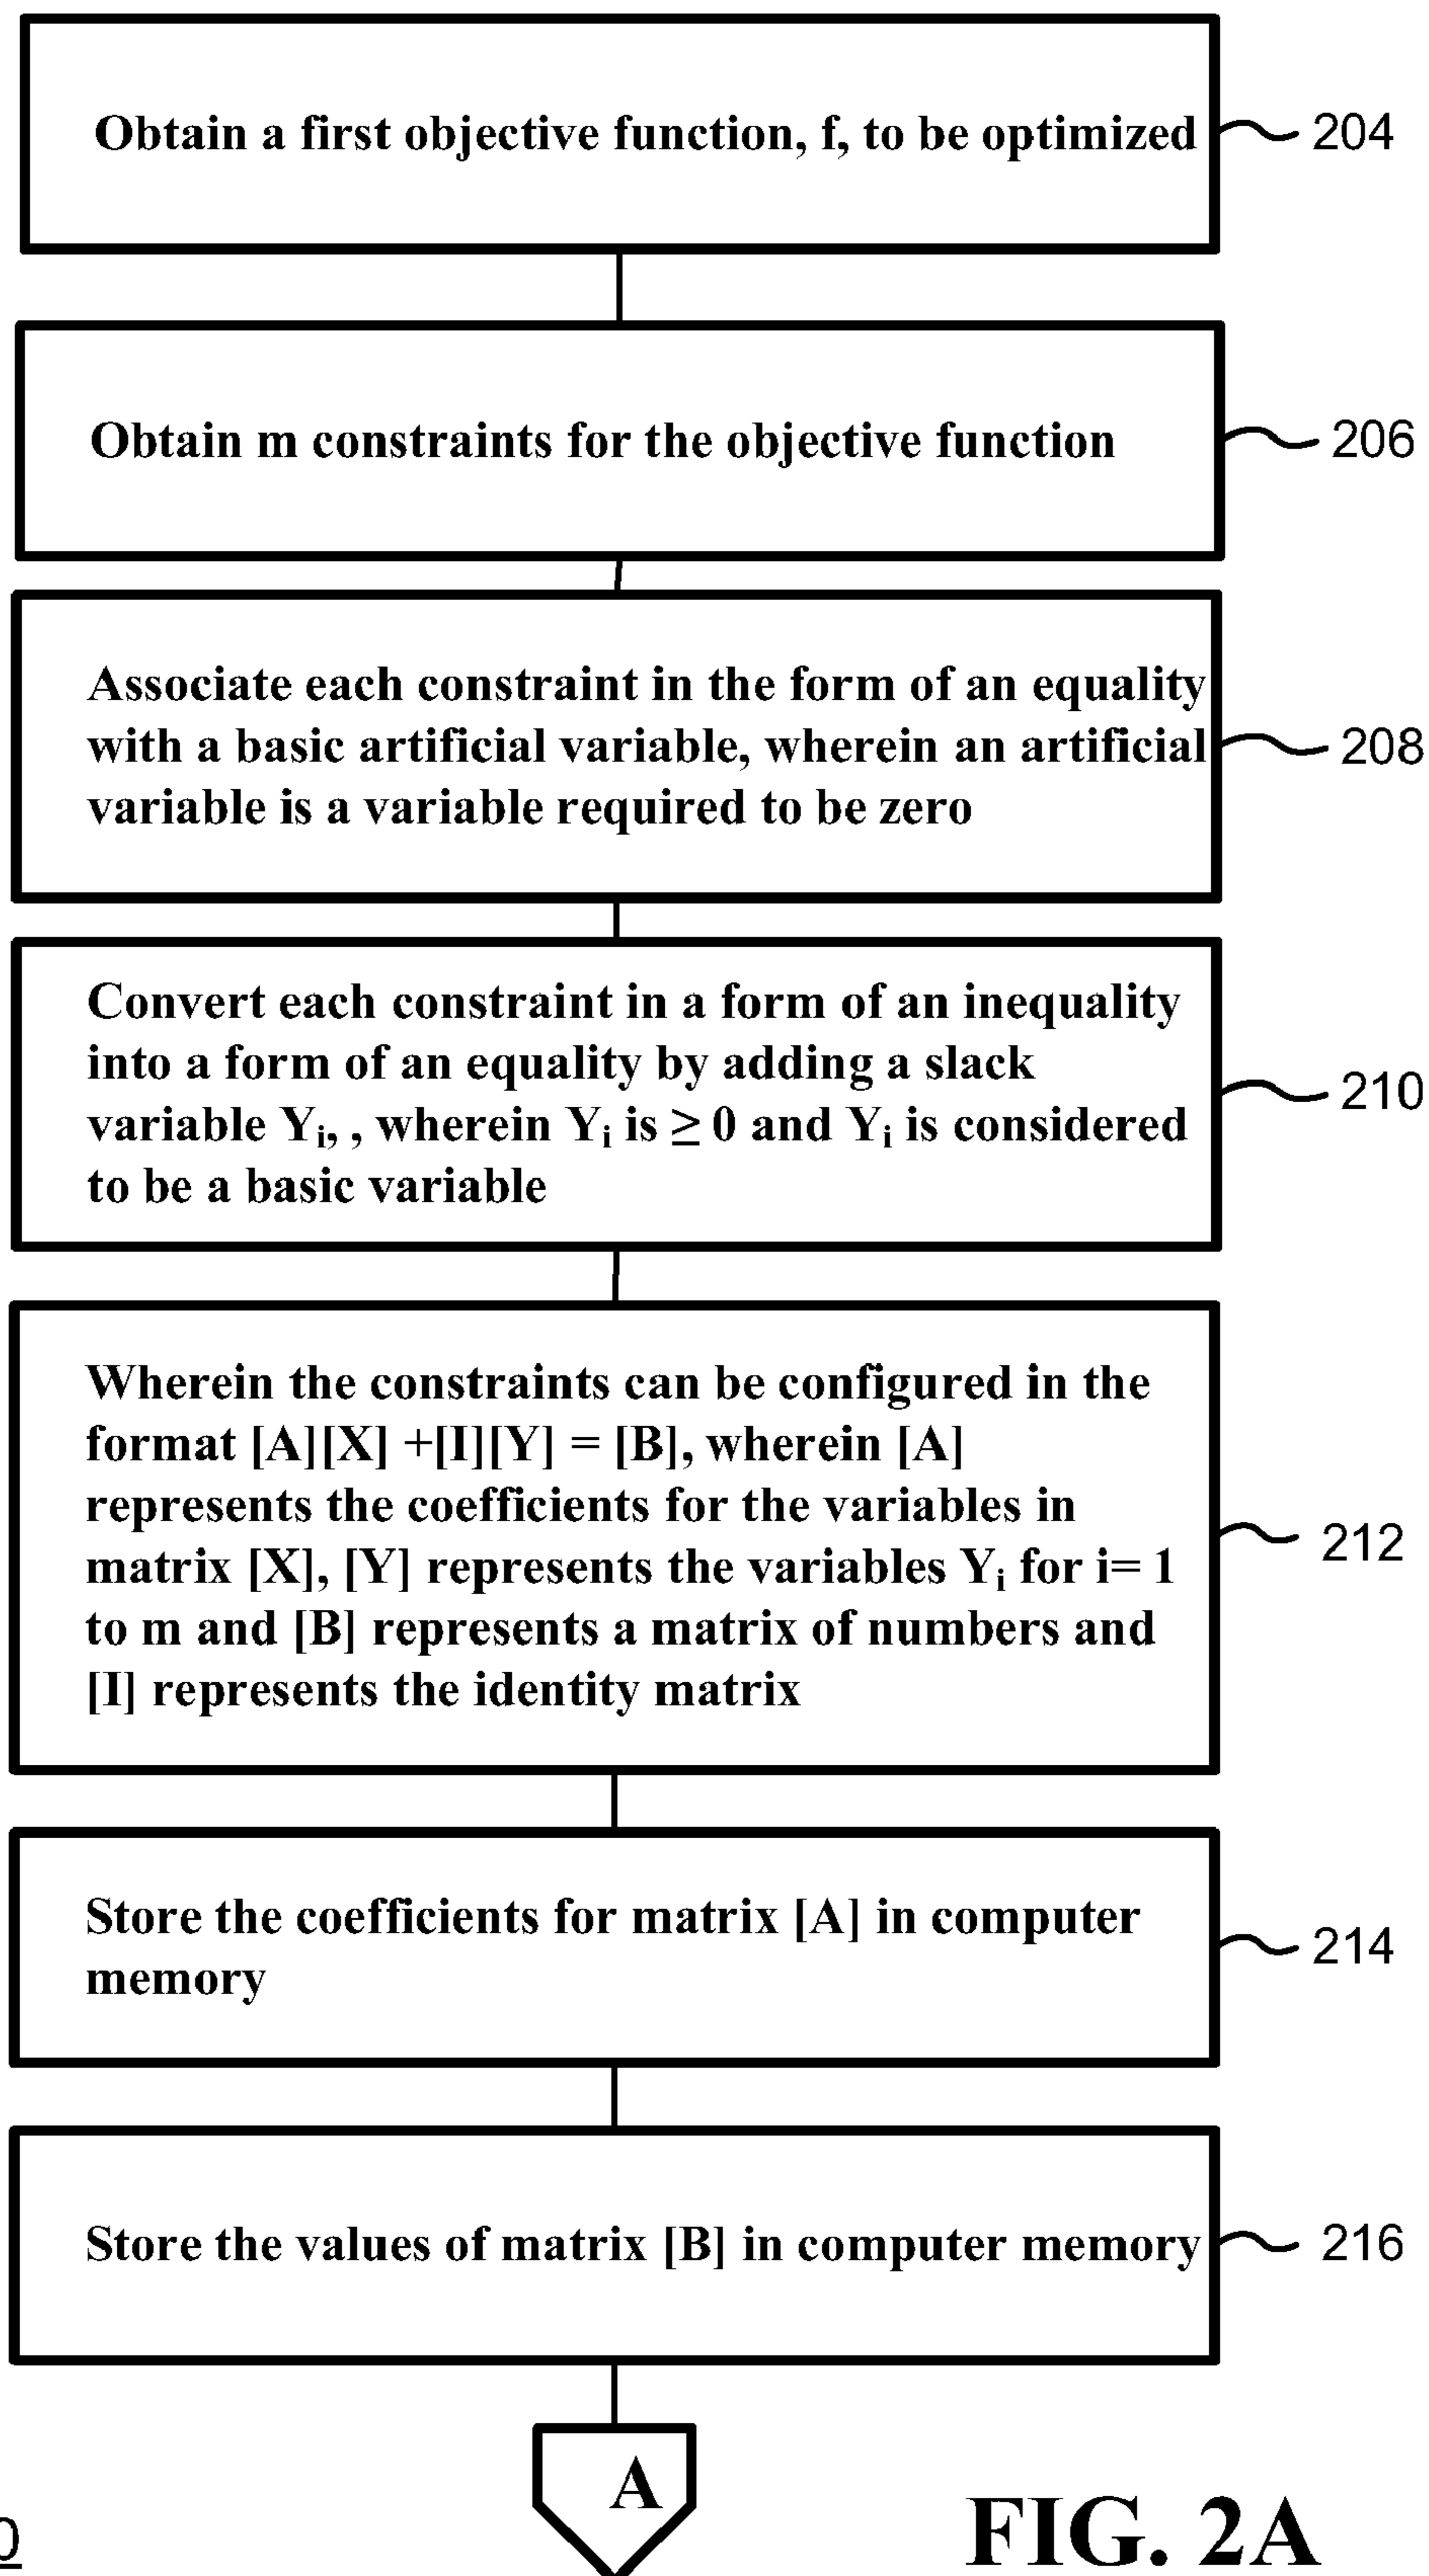 Obtain a first objective function, f, to be optimized
204
Obtain m constraints for the objective function
206
Associate each constraint in the form of an equality
with a basic artificial variable, wherein an artificial
variable is a variable required to be zero
208
Convert each constraint in a form of an inequality
into a form of an equality by adding a slack
variable Yᵢ, , wherein Yᵢ is ≥ 0 and Yᵢ is considered
to be a basic variable
210
Wherein the constraints can be configured in the
format [A][X] +[I][Y] = [B], wherein [A]
represents the coefficients for the variables in
matrix [X], [Y] represents the variables Yᵢ for i= 1
to m and [B] represents a matrix of numbers and
[I] represents the identity matrix
212
Store the coefficients for matrix [A] in computer
memory
214
Store the values of matrix [B] in computer memory
216
A
FIG. 2A